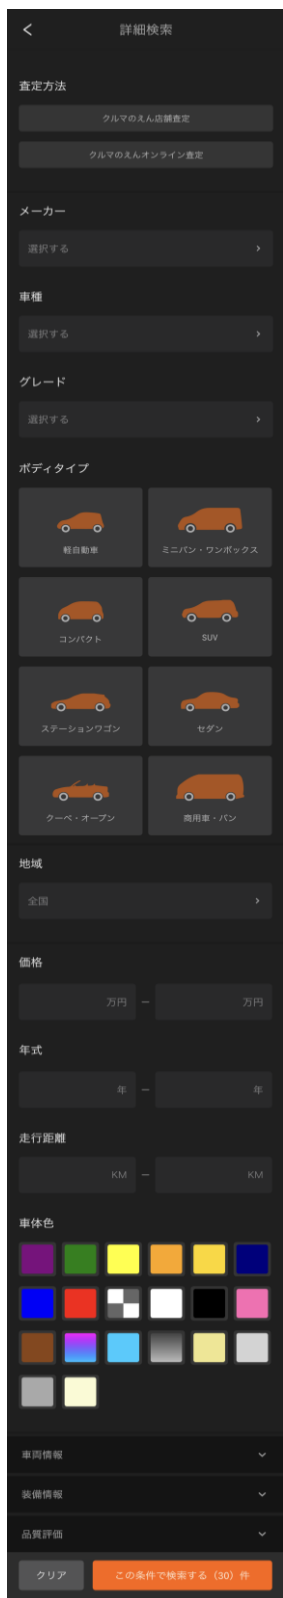 詳細検索
査定方法
クルマのえん店舗査定
クルマのえんオンライン査定
メーカー
選択する
車種
選択する
グレード
選択する
ボディタイプ
軽自動車
ミニバン・ワンボックス
コンパクト
SUV
ステーションワゴン
セダン
クーペ・オープン
商用車・バン
地域
全国
価格
万円 – 万円
年式
年 – 年
走行距離
KM – KM
車体色
車両情報
装備情報
品質評価
クリア
この条件で検索する（30）件